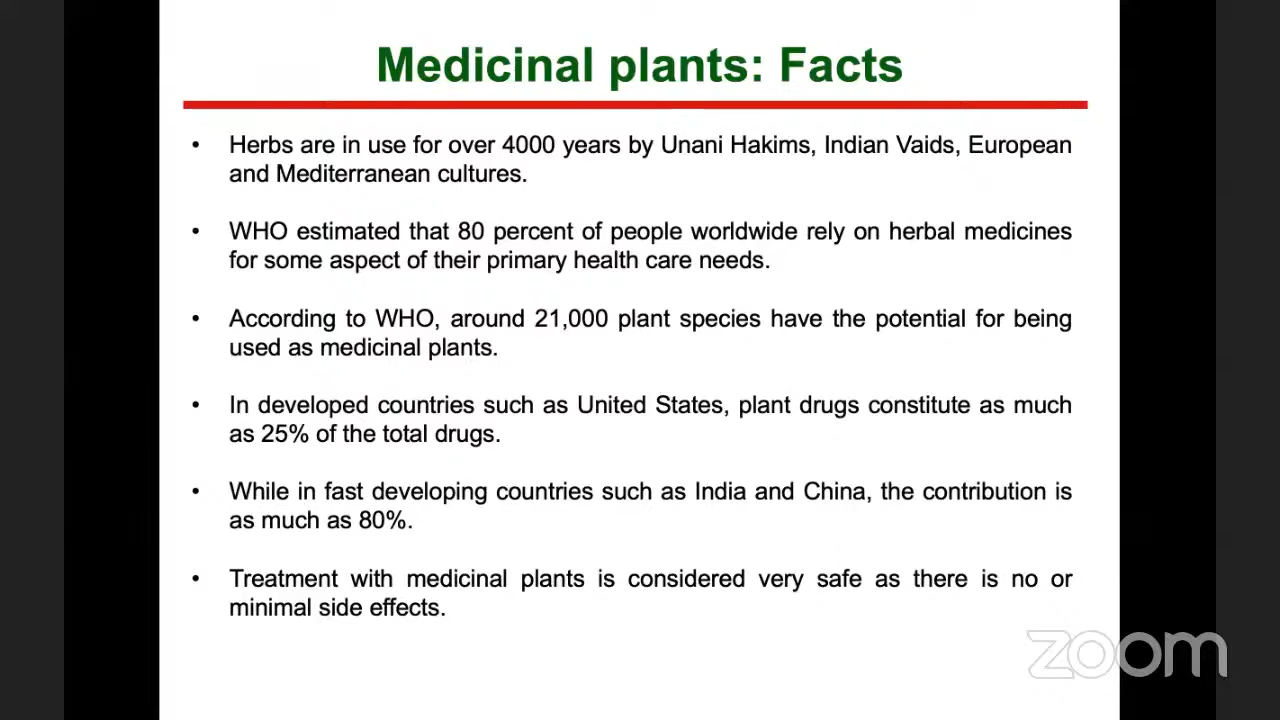 Medicinal plants: Facts
• Herbs are in use for over 4000 years by Unani Hakims, Indian Vaids, European
and Mediterranean cultures.
• WHO estimated that 80 percent of people worldwide rely on herbal medicines
for some aspect of their primary health care needs.
• According to WHO, around 21,000 plant species have the potential for being
used as medicinal plants.
• In developed countries such as United States, plant drugs constitute as much
as 25% of the total drugs.
• While in fast developing countries such as India and China, the contribution is
as much as 80%.
• Treatment with medicinal plants is considered very safe as there is no or
minimal side effects.
zoom